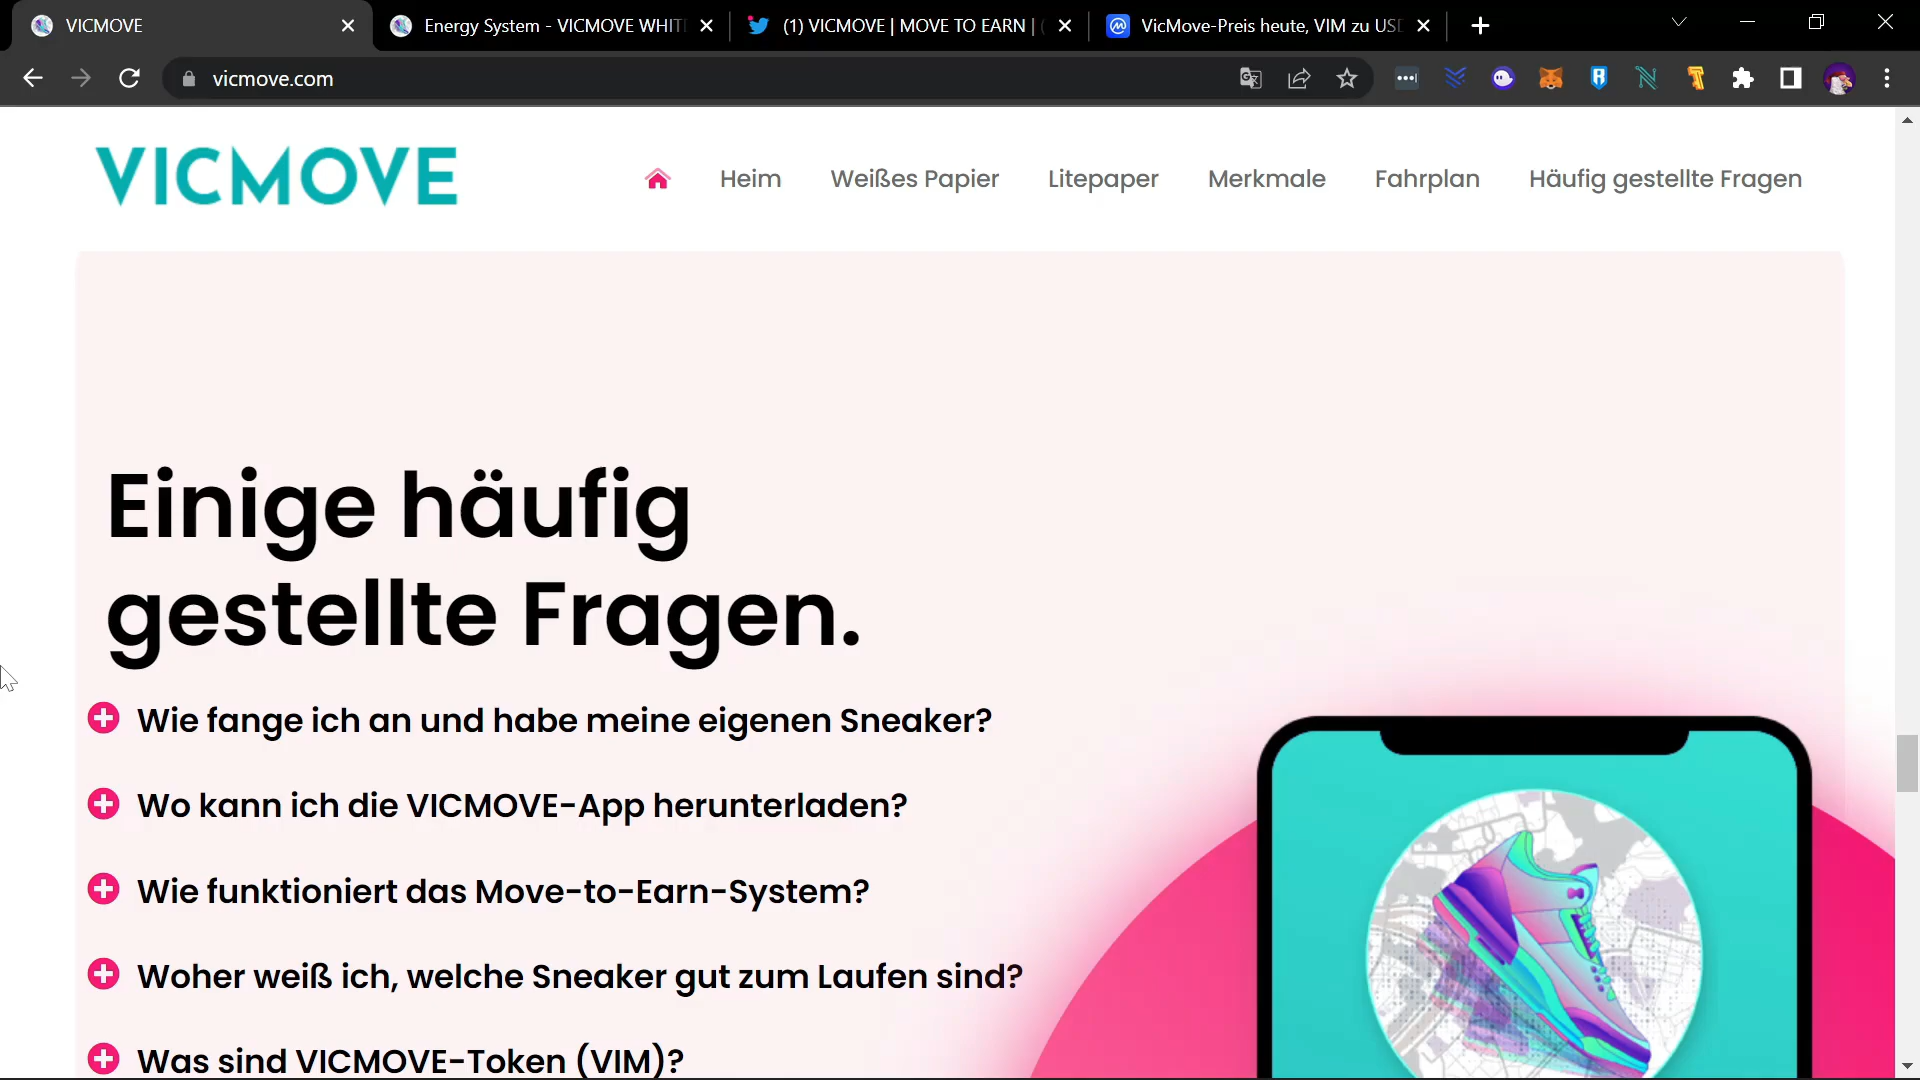 VICMOVE
Energy System - VICMOVE WHIT
(1) VICMOVE | MOVE TO EARN | (
VicMove-Preis heute, VIM zu US
vicmove.com
VICMOVE
Heim
Weißes Papier
Litepaper
Merkmale
Fahrplan
Häufig gestellte Fragen
Einige häufig
gestellte Fragen.
Wie fange ich an und habe meine eigenen Sneaker?
Wo kann ich die VICMOVE-App herunterladen?
Wie funktioniert das Move-to-Earn-System?
Woher weiß ich, welche Sneaker gut zum Laufen sind?
Was sind VICMOVE-Token (VIM)?